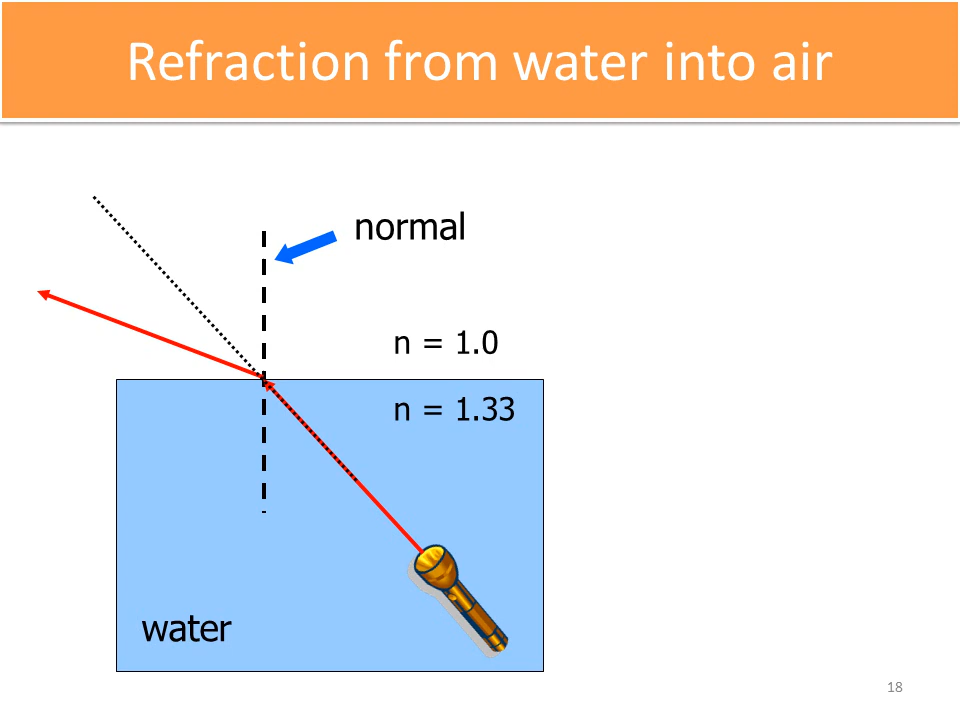 Refraction from water into air
normal
n = 1.0
n = 1.33
water
18